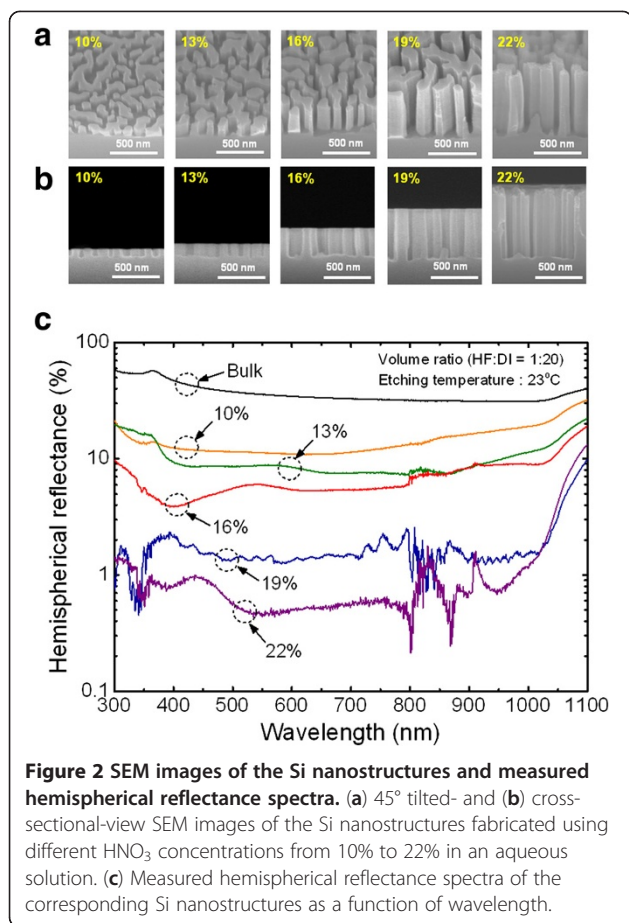 a
10%
13%
16%
19%
22%
500 nm
500 nm
500 nm
500 nm
500 nm
b
10%
13%
16%
19%
22%
500 nm
500 nm
500 nm
500 nm
500 nm
c
Hemispherical reflectance (%)
100
10
1
0.1
Volume ratio (HF:DI = 1:20)
Etching temperature : 23°C
Bulk
10%
13%
16%
19%
22%
300 400 500 600 700 800 900 1000 1100
Wavelength (nm)
Figure 2 SEM images of the Si nanostructures and measured
hemispherical reflectance spectra. (a) 45° tilted- and (b) cross-
sectional-view SEM images of the Si nanostructures fabricated using
different HNO₃ concentrations from 10% to 22% in an aqueous
solution. (c) Measured hemispherical reflectance spectra of the
corresponding Si nanostructures as a function of wavelength.